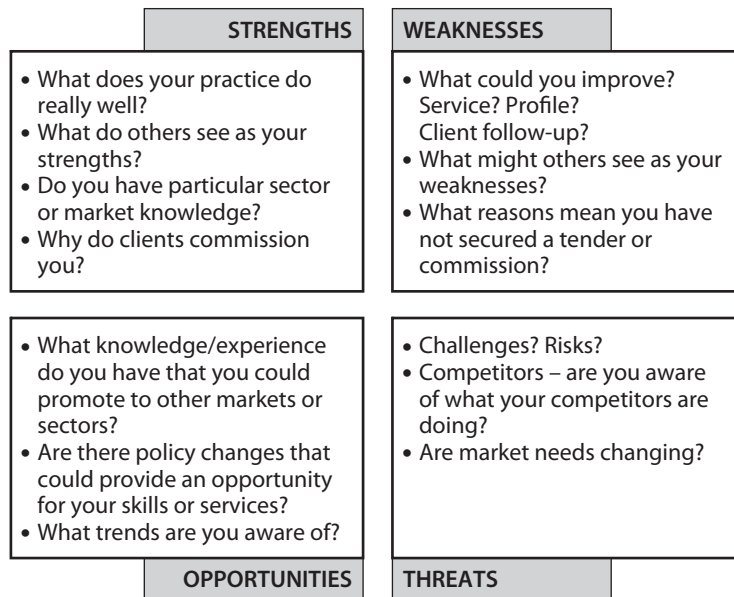 STRENGTHS
• What does your practice do
really well?
• What do others see as your
strengths?
• Do you have particular sector
or market knowledge?
• Why do clients commission
you?
WEAKNESSES
• What could you improve?
Service? Profile?
Client follow-up?
• What might others see as your
weaknesses?
• What reasons mean you have
not secured a tender or
commission?
• What knowledge/experience
do you have that you could
promote to other markets or
sectors?
• Are there policy changes that
could provide an opportunity
for your skills or services?
• What trends are you aware of?
OPPORTUNITIES
• Challenges? Risks?
• Competitors – are you aware
of what your competitors are
doing?
• Are market needs changing?
THREATS